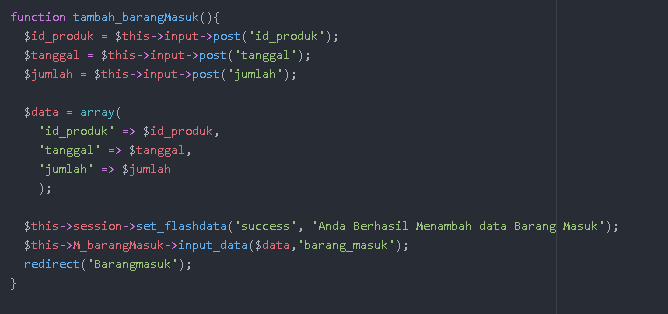 function tambah_barangMasuk(){
$id_produk = $this->input->post('id_produk');
$tanggal = $this->input->post('tanggal');
$jumlah = $this->input->post('jumlah');
$data = array(
'id_produk' => $id_produk,
'tanggal' => $tanggal,
'jumlah' => $jumlah
);
$this->session->set_flashdata('success', 'Anda Berhasil Menambah data Barang Masuk');
$this->M_barangMasuk->input_data($data,'barang_masuk');
redirect('Barangmasuk');
}